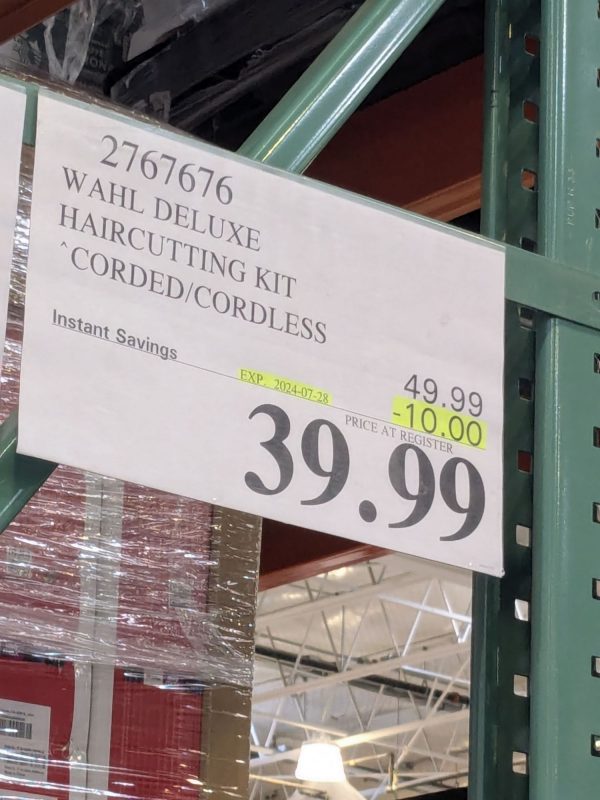 2767676
WAHL DELUXE
HAIRCUTTING KIT
^CORDED/CORDLESS
Instant Savings
49.99
EXP. 2024-07-28
-10.00
PRICE AT REGISTER
39.99